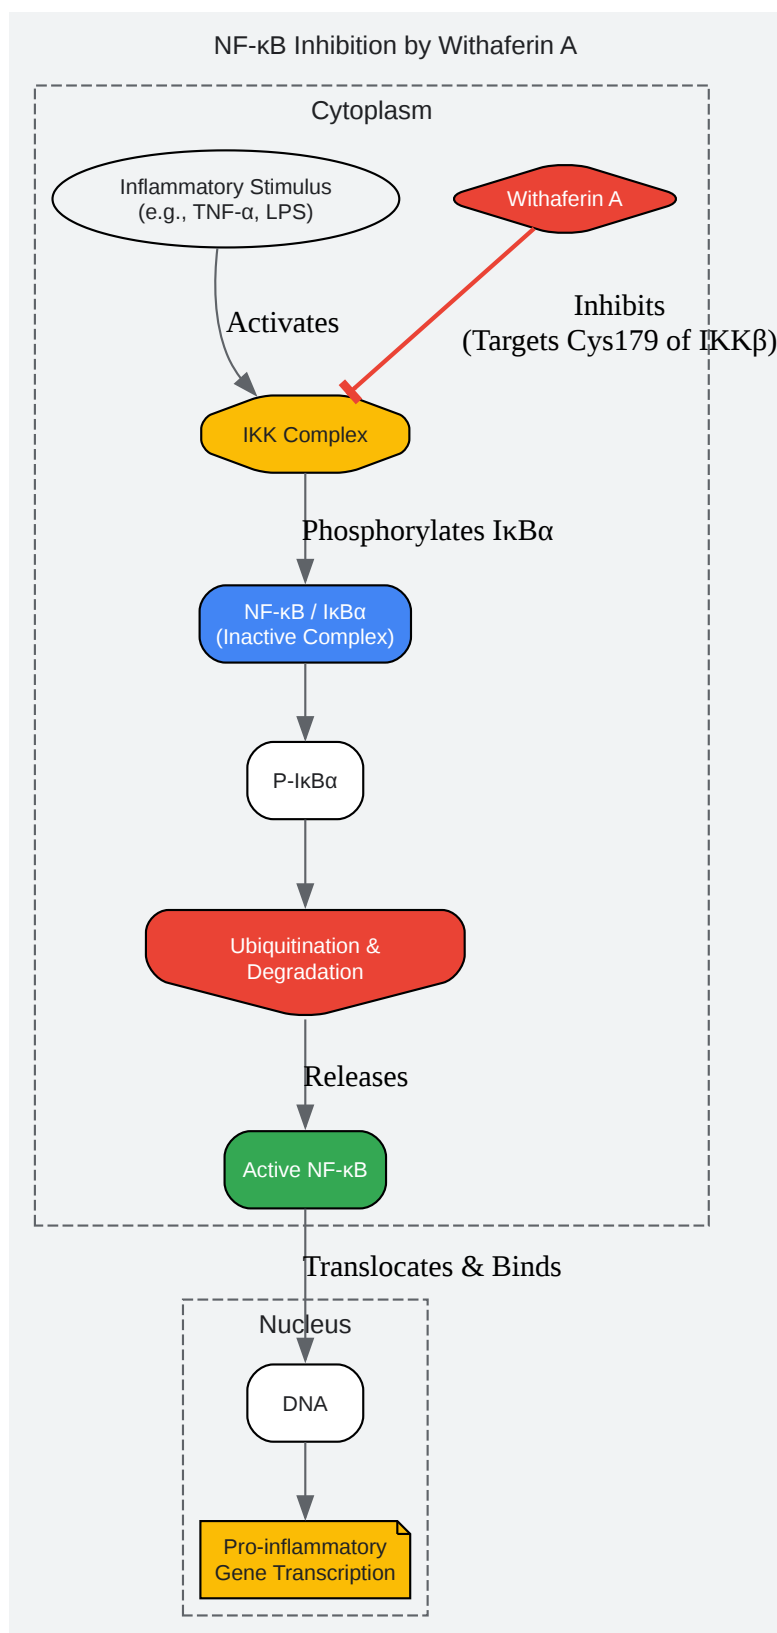 NF-κB Inhibition by Withaferin A
Cytoplasm
Inflammatory Stimulus
(e.g., TNF-α, LPS)
Withaferin A
Inhibits
(Targets Cys179 of IKKβ)
Activates
IKK Complex
Phosphorylates IκBα
NF-κB / IκBα
(Inactive Complex)
P-IκBα
Ubiquitination &
Degradation
Releases
Active NF-κB
Translocates & Binds
Nucleus
DNA
Pro-inflammatory
Gene Transcription